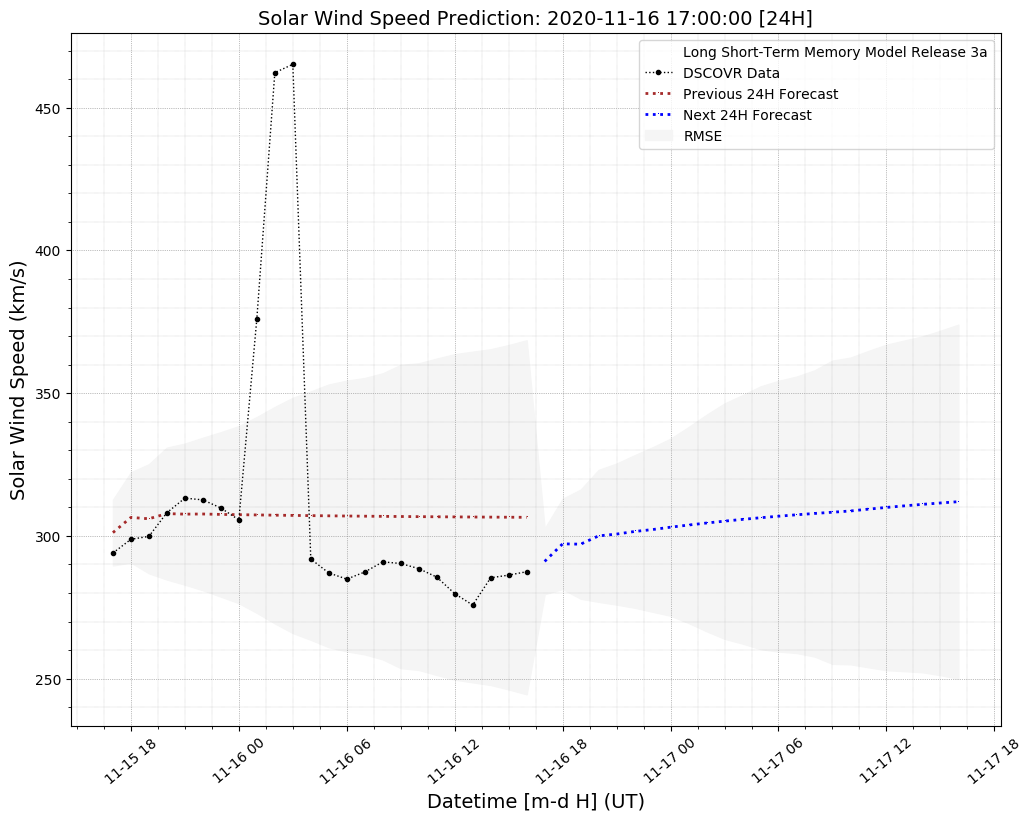 Solar Wind Speed Prediction: 2020-11-16 17:00:00 [24H]
Long Short-Term Memory Model Release 3a
DSCOVR Data
Previous 24H Forecast
Next 24H Forecast
RMSE
Solar Wind Speed (km/s)
450
400
350
300
250
11-15 18
11-16 00
11-16 06
11-16 12
11-16 18
11-17 00
11-17 06
11-17 12
11-17 18
Datetime [m-d H] (UT)